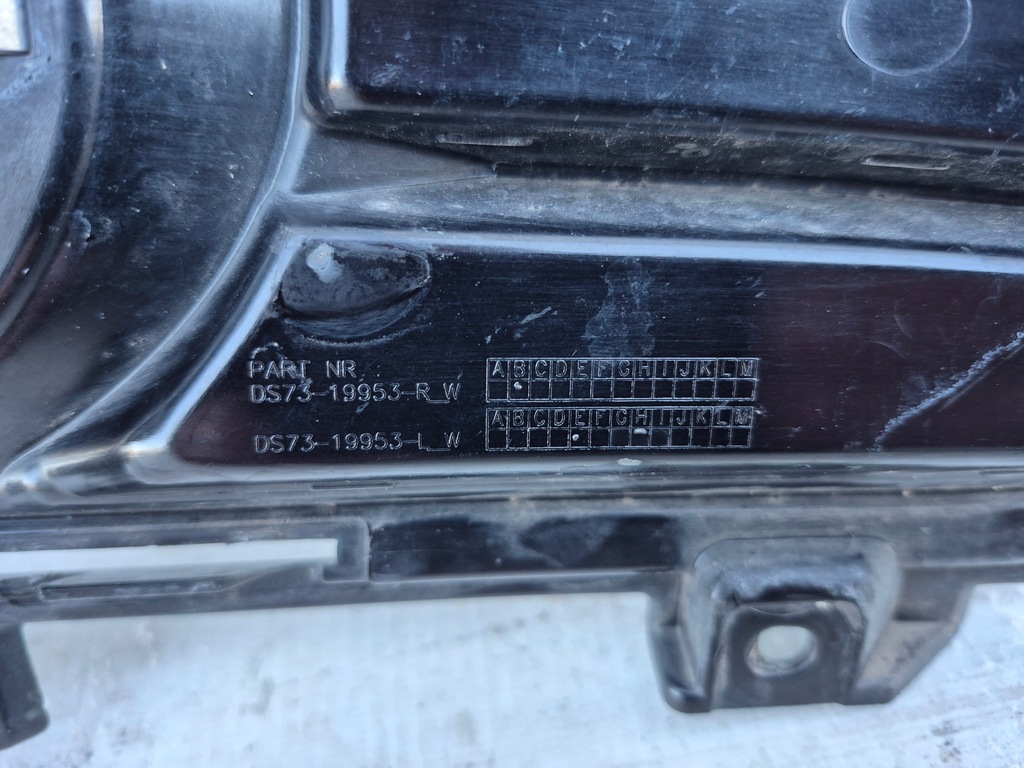 PART NR.:
DS73-19953-R_W
A B C D E F G H I J K L M
DS73-19953-L_W
A B C D E F G H I J K L M